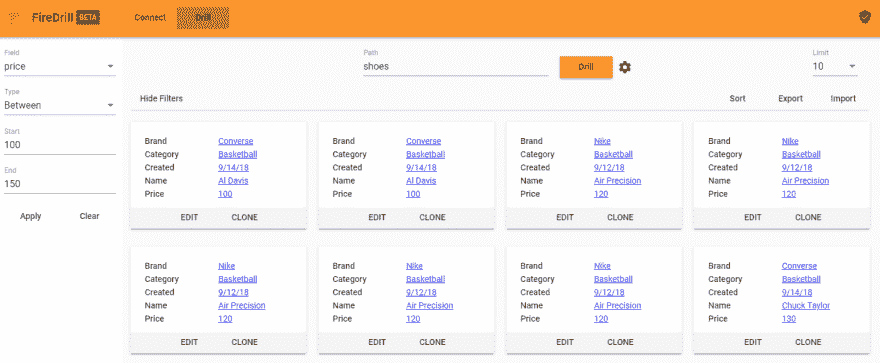 FireDrill BETA Connect Drill
Field
price
Type
Between
Start
100
End
150
Apply Clear
Path
shoes
Drill
Limit
10
Hide Filters Sort Export Import
Brand Converse
Category Basketball
Created 9/14/18
Name Al Davis
Price 100
EDIT CLONE
Brand Converse
Category Basketball
Created 9/14/18
Name Al Davis
Price 100
EDIT CLONE
Brand Nike
Category Basketball
Created 9/12/18
Name Air Precision
Price 120
EDIT CLONE
Brand Nike
Category Basketball
Created 9/12/18
Name Air Precision
Price 120
EDIT CLONE
Brand Nike
Category Basketball
Created 9/12/18
Name Air Precision
Price 120
EDIT CLONE
Brand Nike
Category Basketball
Created 9/12/18
Name Air Precision
Price 120
EDIT CLONE
Brand Nike
Category Basketball
Created 9/12/18
Name Air Precision
Price 120
EDIT CLONE
Brand Converse
Category Basketball
Created 9/14/18
Name Chuck Taylor
Price 130
EDIT CLONE